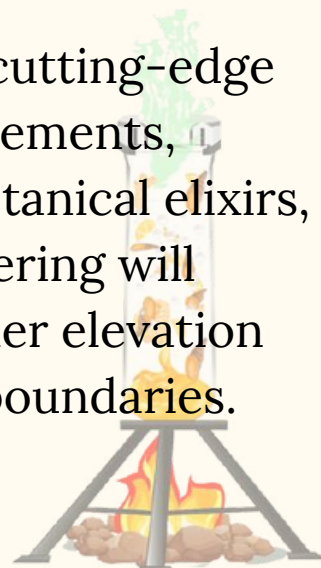 cutting-edge
ements,
tanical elixirs,
ering will
er elevation
boundaries.